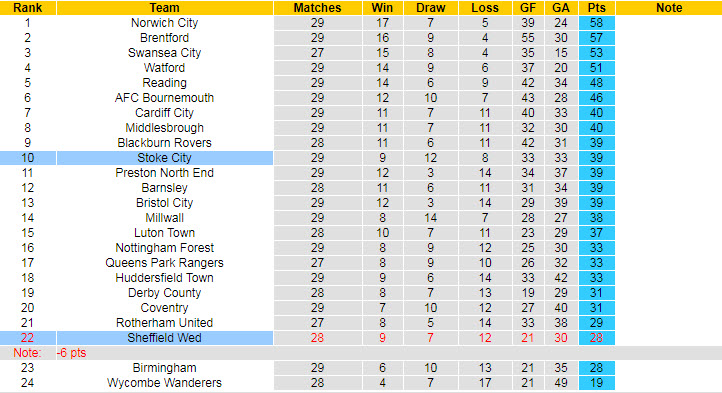 Rank Team Matches Win Draw Loss GF GA Pts Note
1 Norwich City 29 17 7 5 39 24 58
2 Brentford 29 16 9 4 55 30 57
3 Swansea City 27 15 8 4 35 15 53
4 Watford 29 14 9 6 37 20 51
5 Reading 29 14 6 9 42 34 48
6 AFC Bournemouth 29 12 10 7 43 28 46
7 Cardiff City 29 11 7 11 40 33 40
8 Middlesbrough 29 11 7 11 32 30 40
9 Blackburn Rovers 28 11 6 11 42 31 39
10 Stoke City 29 9 12 8 33 33 39
11 Preston North End 29 12 3 14 34 37 39
12 Barnsley 28 11 6 11 31 34 39
13 Bristol City 29 12 3 14 29 39 39
14 Millwall 29 8 14 7 28 27 38
15 Luton Town 28 10 7 11 23 29 37
16 Nottingham Forest 29 8 9 12 25 30 33
17 Queens Park Rangers 27 8 9 10 26 32 33
18 Huddersfield Town 29 9 6 14 33 42 33
19 Derby County 28 8 7 13 19 29 31
20 Coventry 29 7 10 12 27 40 31
21 Rotherham United 27 8 5 14 33 38 29
22 Sheffield Wed 28 9 7 12 21 30 28
Note: -6 pts
23 Birmingham 29 6 10 13 21 35 28
24 Wycombe Wanderers 28 4 7 17 21 49 19